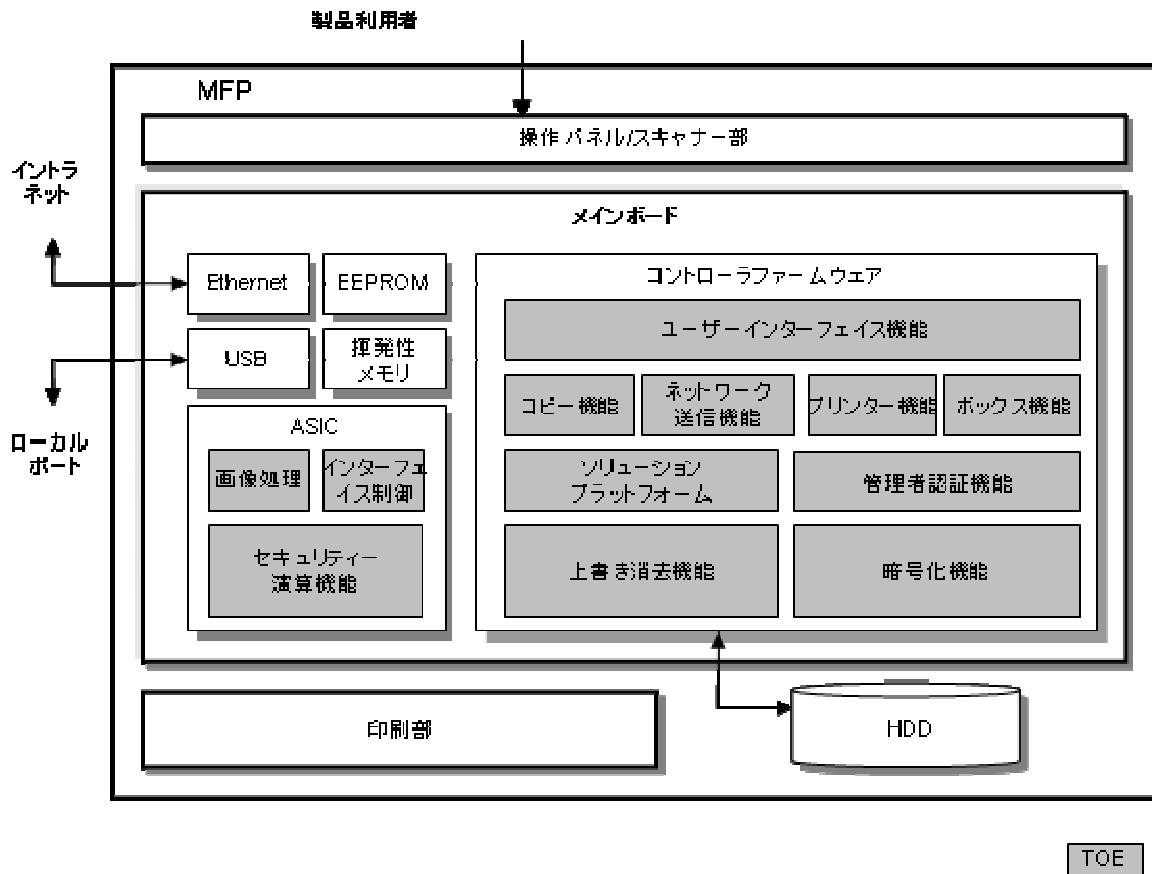 製品利用者
MFP
操作パネル/スキャナー部
イントラ
ネット
メインボード
Ethernet
EEPROM
USB
揮発性
メモリ
ローカル
ポート
ASIC
画像処理
インターフェ
イス制御
セキュリティー
演算機能
コントローラファームウェア
ユーザーインターフェイス機能
コピー機能
ネットワーク
送信機能
プリンター機能
ボックス機能
ソリューション
プラットフォーム
管理者認証機能
上書き消去機能
暗号化機能
印刷部
HDD
TOE